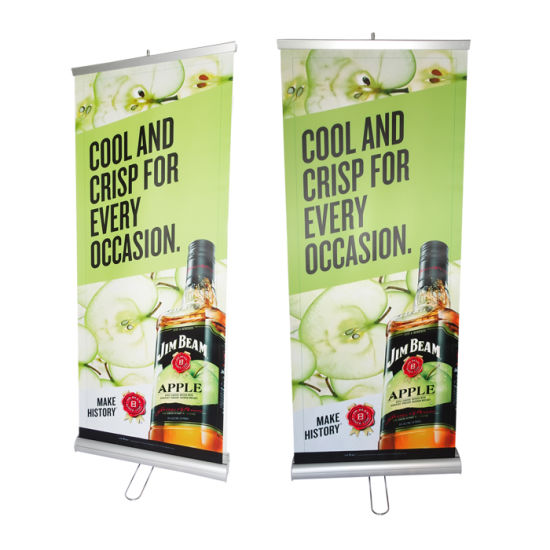 COOL AND
CRISP FOR
EVERY
OCCASION.
JIM BEAM
APPLE
MAKE
HISTORY
COOL AND
CRISP FOR
EVERY
OCCASION.
JIM BEAM
APPLE
MAKE
HISTORY